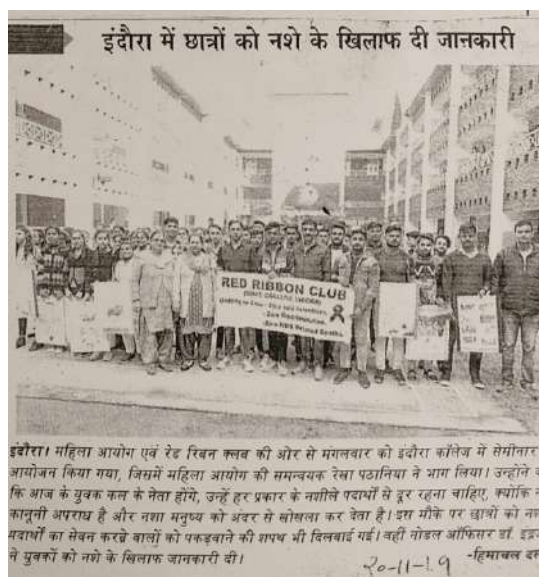 इंदौरा में छात्रों को नशे के खिलाफ दी जानकारी
RED RIBBON CLUB
इंदौरा। महिला आयोग एवं रेड रिबन क्लब की ओर से मंगलवार को इंदौरा कॉलेज में सेमीनार
आयोजन किया गया, जिसमें महिला आयोग की समन्वयक रेखा पठानिया ने भाग लिया। उन्होंने
कि आज के युवक कल के नेता होंगे, उन्हें हर प्रकार के नशीले पदार्थों से दूर रहना चाहिए, क्योंकि
कानूनी अपराध है और नशा मनुष्य को अंदर से खोखला कर देता है। इस मौके पर छात्रों को
पदार्थों का सेवन करने वालों को पकड़वाने की शपथ भी दिलवाई गई। वहीं नोडल ऑफिसर डॉ.
ने युवकों को नशे के खिलाफ जानकारी दी। -हिमाचल
20-11-19